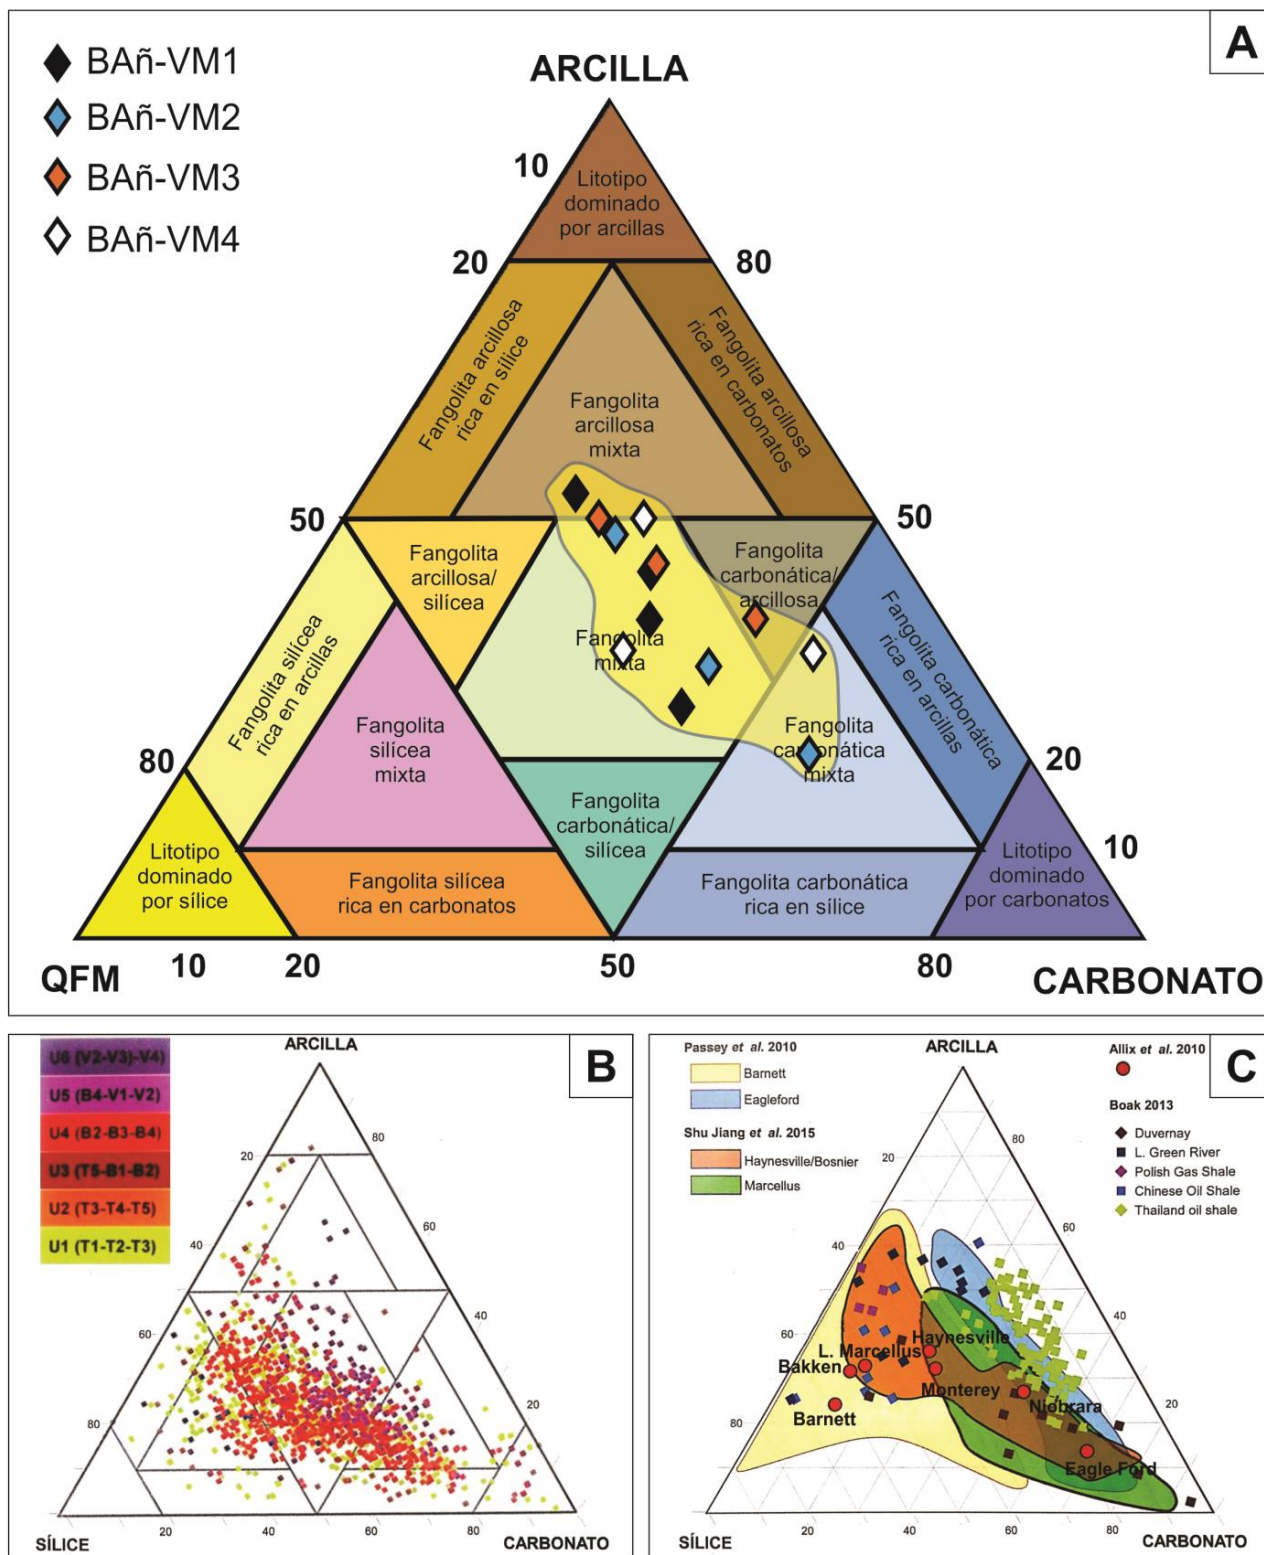 A
BAñ-VM1
BAñ-VM2
BAñ-VM3
BAñ-VM4
ARCILLA
10
Litotipo
dominado
por arcillas
20
80
Fangolita arcillosa
rica en sílice
Fangolita
arcillosa
mixta
Fangolita arcillosa
rica en carbonatos
50
50
Fangolita
arcillosa/
silícea
Fangolita
carbonática/
arcillosa
Fangolita silícea
rica en arcillas
Fangolita
mixta
Fangolita carbonática
rica en arcillas
Fangolita
silícea
mixta
Fangolita
carbonática
mixta
80
20
Fangolita
carbonática/
silícea
10
Litotipo
dominado
por sílice
Fangolita silícea
rica en carbonatos
Fangolita carbonática
rica en sílice
Litotipo
dominado
por carbonatos
QFM
10
20
50
80
CARBONATO
B
U6 (V2-V3)-V4)
U5 (B4-V1-V2)
U4 (B2-B3-B4)
U3 (T5-B1-B2)
U2 (T3-T4-T5)
U1 (T1-T2-T3)
ARCILLA
80
20
60
40
40
60
20
80
20
40
60
80
SÍLICE
CARBONATO
C
Passey et al. 2010
Barnett
Eagleford
Shu Jiang et al. 2015
Haynesville/Bosnier
Marcellus
ARCILLA
Allix et al. 2010
Boak 2013
Duvernay
L. Green River
Polish Gas Shale
Chinese Oil Shale
Thailand oil shale
80
20
60
40
40
60
20
80
Haynesville
L. Marcellus
Bakken
Monterey
Niobrara
Barnett
Eagle Ford
20
40
60
80
SÍLICE
CARBONATO